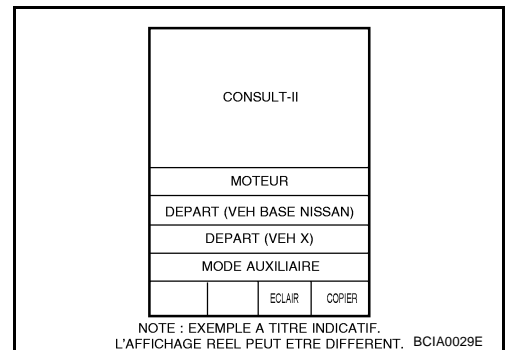 CONSULT-II
MOTEUR
DEPART (VEH BASE NISSAN)
DEPART (VEH X)
MODE AUXILIAIRE
ECLAIR COPIER
NOTE : EXEMPLE A TITRE INDICATIF.
L'AFFICHAGE REEL PEUT ETRE DIFFERENT. BCIA0029E